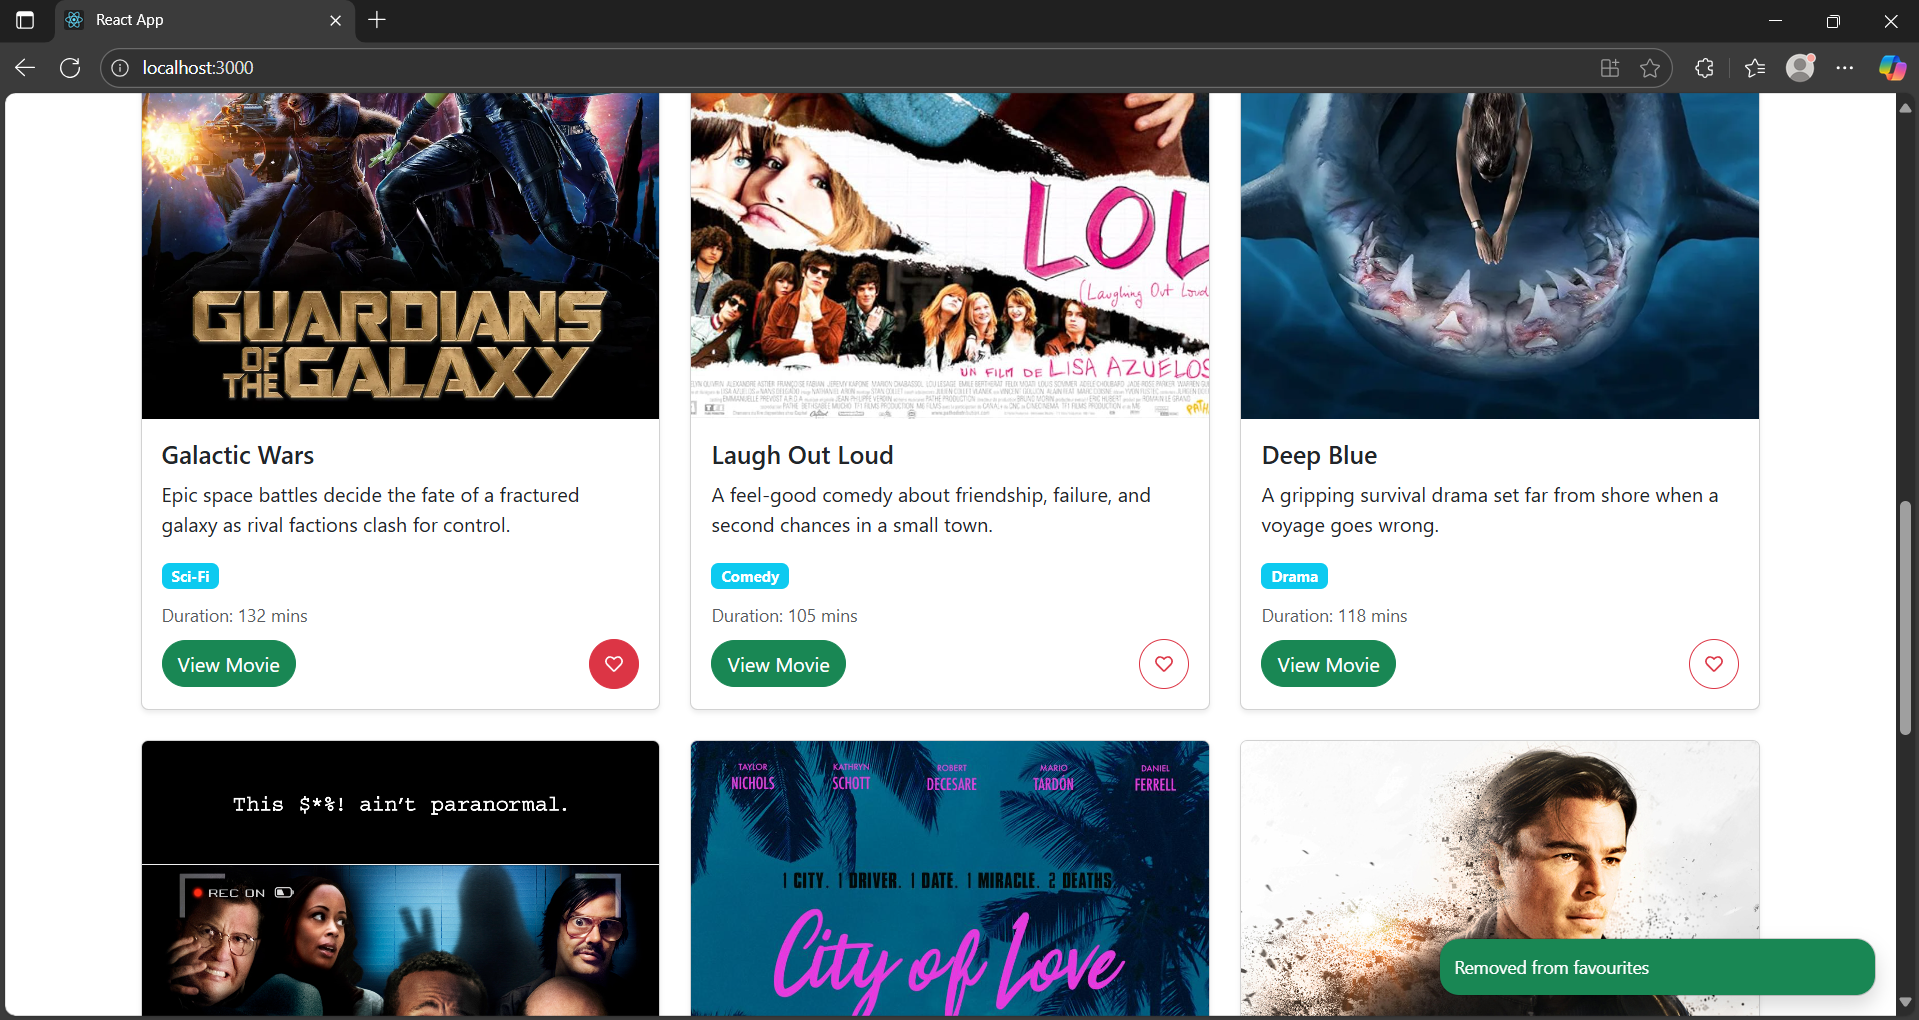 React App
localhost:3000
GUARDIANS
OF THE GALAXY
LOL
(Laughing Out Loud
UN FILM DE LISA AZUELOS
Galactic Wars
Epic space battles decide the fate of a fractured
galaxy as rival factions clash for control.
Sci-Fi
Duration: 132 mins
View Movie
Laugh Out Loud
A feel-good comedy about friendship, failure, and
second chances in a small town.
Comedy
Duration: 105 mins
View Movie
Deep Blue
A gripping survival drama set far from shore when a
voyage goes wrong.
Drama
Duration: 118 mins
View Movie
This $*%! ain't paranormal.
REC ON
TAYLOR NICHOLS
KATHRYN SCHOTT
ROBERT DECESARE
MARIO TARDÓN
DANIEL FERRELL
1 CITY. 1 DRIVER. 1 DATE. 1 MIRACLE. 2 DEATHS
City of Love
Removed from favourites